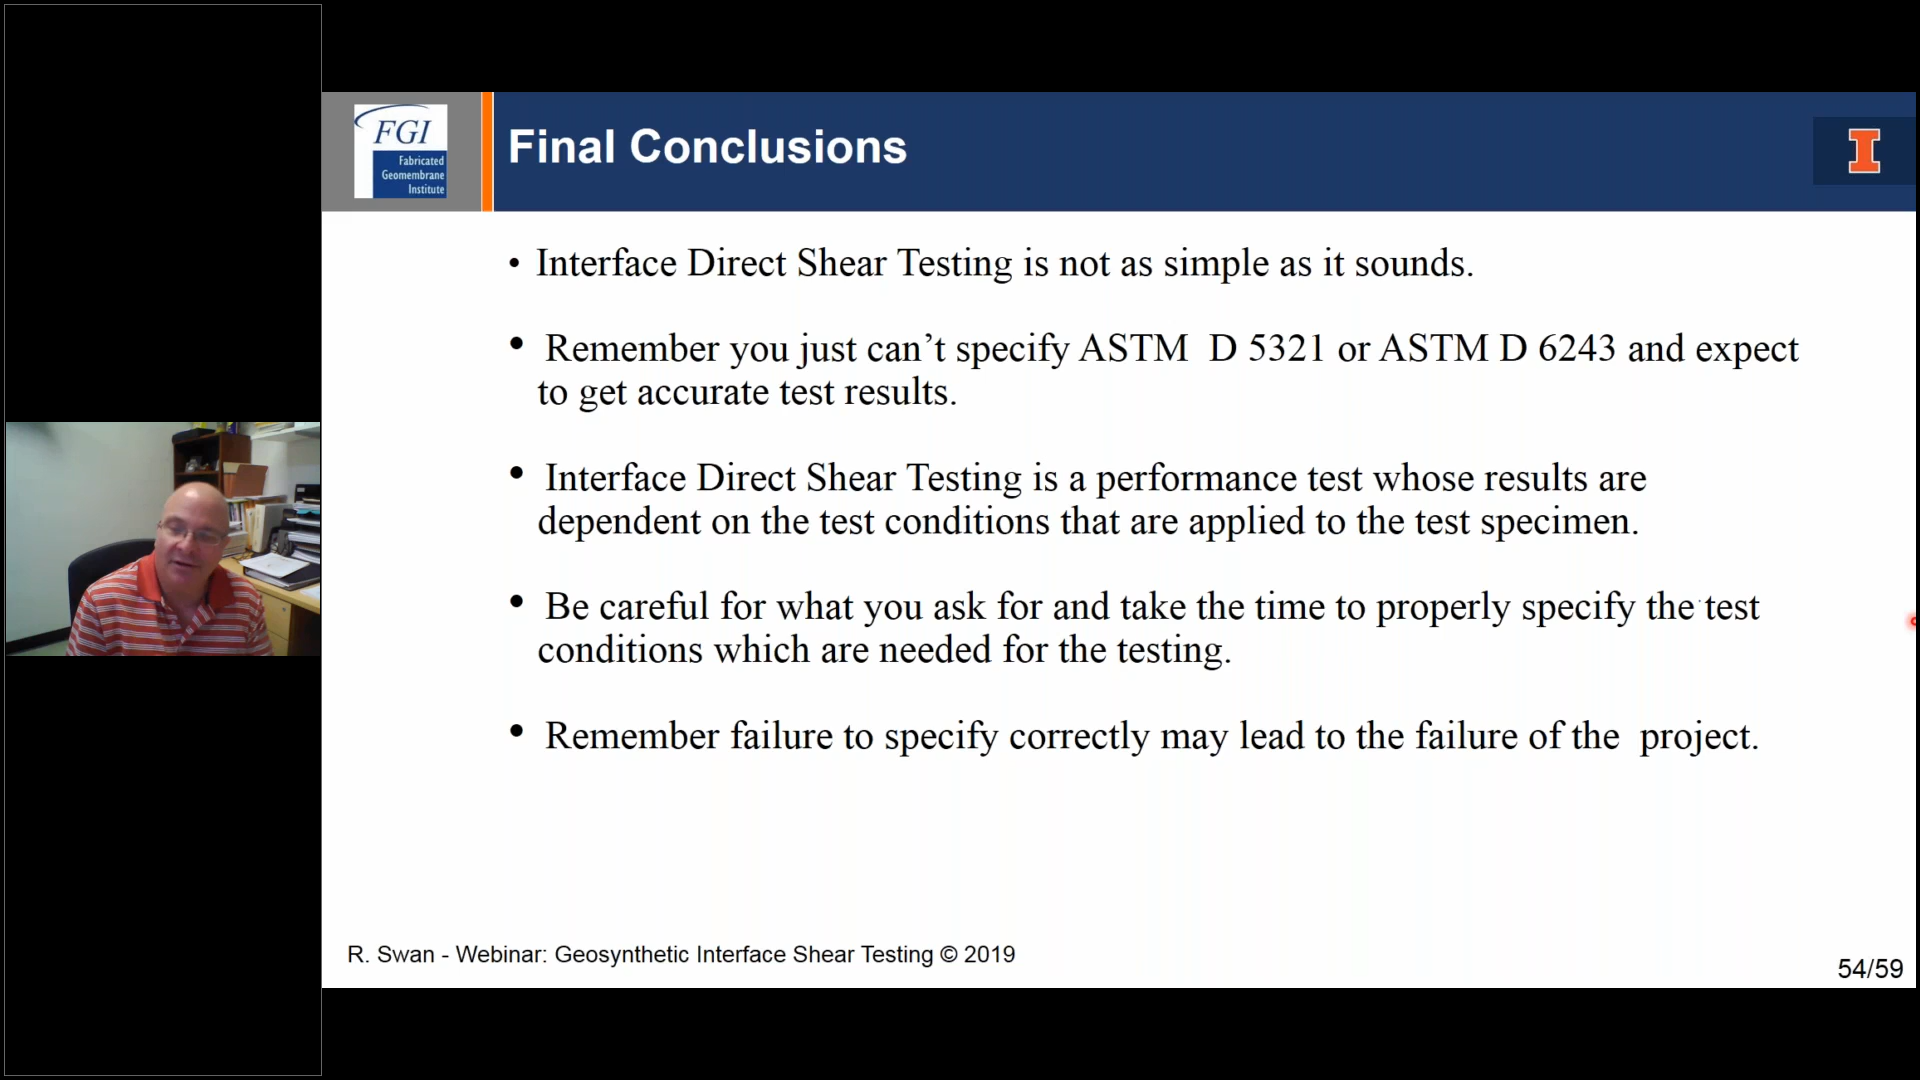 FGI
Fabricated
Geomembrane
Institute
Final Conclusions
I
• Interface Direct Shear Testing is not as simple as it sounds.
• Remember you just can’t specify ASTM  D 5321 or ASTM D 6243 and expect
to get accurate test results.
• Interface Direct Shear Testing is a performance test whose results are
dependent on the test conditions that are applied to the test specimen.
• Be careful for what you ask for and take the time to properly specify the test
conditions which are needed for the testing.
• Remember failure to specify correctly may lead to the failure of the  project.
R. Swan - Webinar: Geosynthetic Interface Shear Testing © 2019
54/59